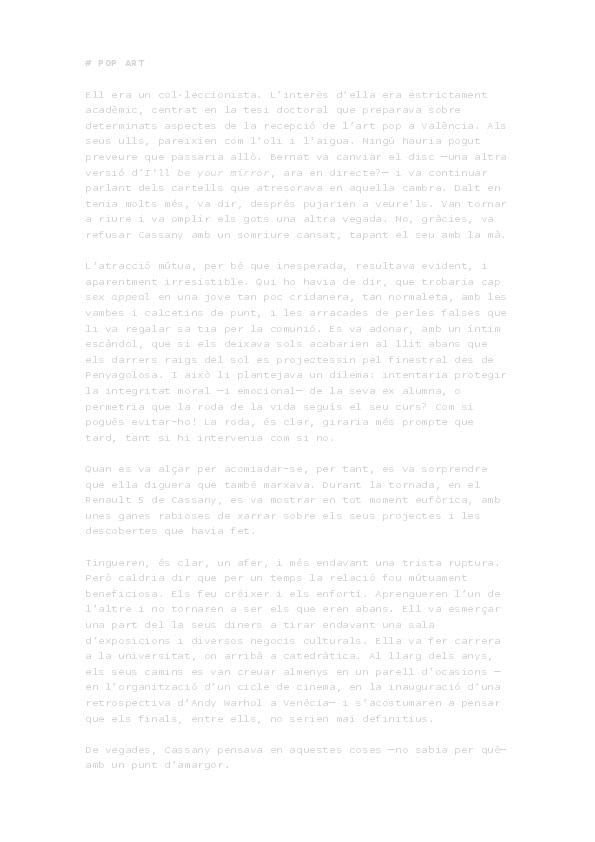 # POP ART
Ell era un col·leccionista. L'interès d'ella era estrictament
acadèmic, centrat en la tesi doctoral que preparava sobre
determinats aspectes de la recepció de l'art pop a València. Als
seus ulls, pareixien com l'oli i l'aigua. Ningú hauria pogut
preveure que passaria allò. Bernat va canviar el disc —una altra
versió d'I'll be your mirror, ara en directe?— i va continuar
parlant dels cartells que atresorava en aquella cambra. Dalt en
tenia molts més, va dir, després pujarien a veure'ls. Van tornar
a riure i va omplir els gots una altra vegada. No, gràcies, va
refusar Cassany amb un somriure cansat, tapant el seu amb la mà.
L'atracció mútua, per bé que inesperada, resultava evident, i
aparentment irresistible. Qui ho havia de dir, que trobaria cap
sex appeal en una jove tan poc cridanera, tan normaleta, amb les
vambes i calcetins de punt, i les arracades de perles falses que
li va regalar sa tia per la comunió. Es va adonar, amb un íntim
escàndol, que si els deixava sols acabarien al llit abans que
els darrers raigs del sol es projectessin pel finestral des de
Penyagolosa. I això li plantejava un dilema: intentaria protegir
la integritat moral —i emocional— de la seva ex alumna, o
permetria que la roda de la vida seguís el seu curs? Com si
pogués evitar-ho! La roda, és clar, giraria més prompte que
tard, tant si hi intervenia com si no.
Quan es va alçar per acomiadar-se, per tant, es va sorprendre
que ella diguera que també marxava. Durant la tornada, en el
Renault 5 de Cassany, es va mostrar en tot moment eufòrica, amb
unes ganes rabioses de xarrar sobre els seus projectes i les
descobertes que havia fet.
Tingueren, és clar, un afer, i més endavant una trista ruptura.
Però caldria dir que per un temps la relació fou mútuament
beneficiosa. Els feu créixer i els enfortí. Aprengueren l'un de
l'altre i no tornaren a ser els que eren abans. Ell va esmerçar
una part del la seus diners a tirar endavant una sala
d'exposicions i diversos negocis culturals. Ella va fer carrera
a la universitat, on arribà a catedràtica. Al llarg dels anys,
els seus camins es van creuar almenys en un parell d'ocasions —
en l'organització d'un cicle de cinema, en la inauguració d'una
retrospectiva d'Andy Warhol a Venècia— i s'acostumaren a pensar
que els finals, entre ells, no serien mai definitius.
De vegades, Cassany pensava en aquestes coses —no sabia per què—
amb un punt d'amargor.